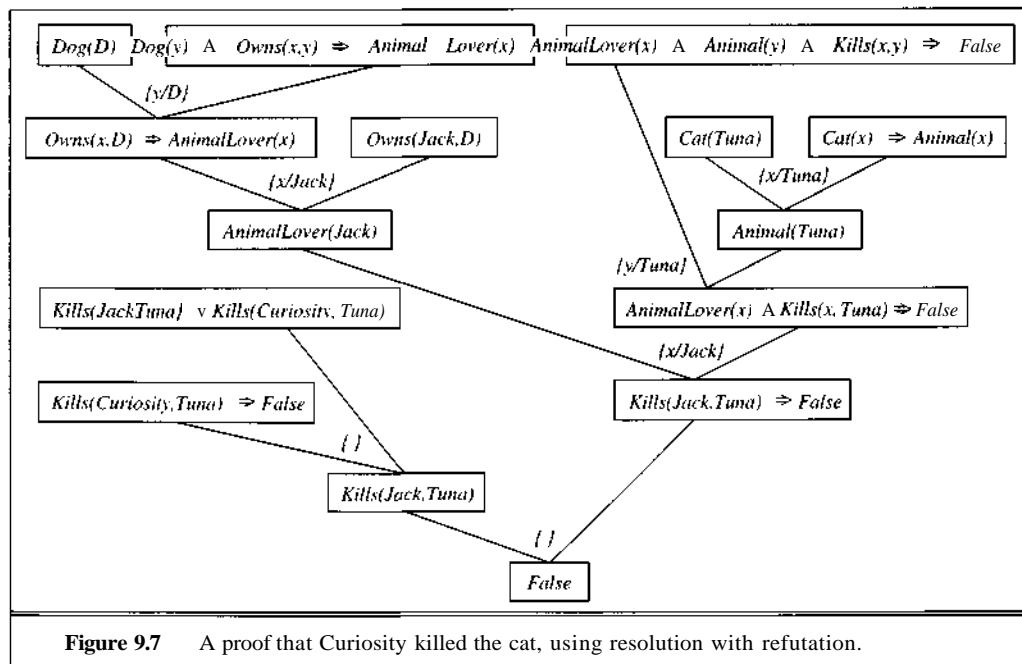 Dog(D) Dog(y) A Owns(x,y) ⇒ Animal Lover(x) AnimalLover(x) A Animal(y) A Kills(x,y) ⇒ False
{y/D}
Owns(x,D) ⇒ AnimalLover(x) Owns(Jack,D) Cat(Tuna) Cat(x) ⇒ Animal(x)
{x/Jack} {x/Tuna}
AnimalLover(Jack) Animal(Tuna)
{y/Tuna}
Kills(JackTuna) v Kills(Curiosity, Tuna) AnimalLover(x) A Kills(x, Tuna) ⇒ False
{x/Jack}
Kills(Curiosity,Tuna) ⇒ False Kills(Jack,Tuna) ⇒ False
{ }
Kills(Jack,Tuna)
{ }
False
Figure 9.7 A proof that Curiosity killed the cat, using resolution with refutation.